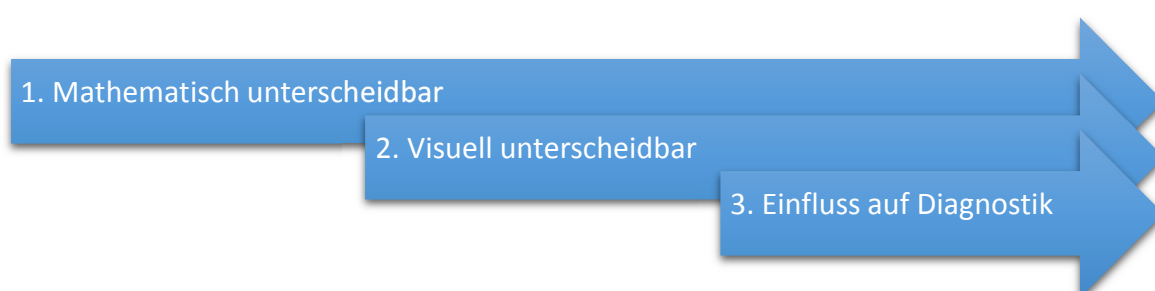 1. Mathematisch unterscheidbar
2. Visuell unterscheidbar
3. Einfluss auf Diagnostik